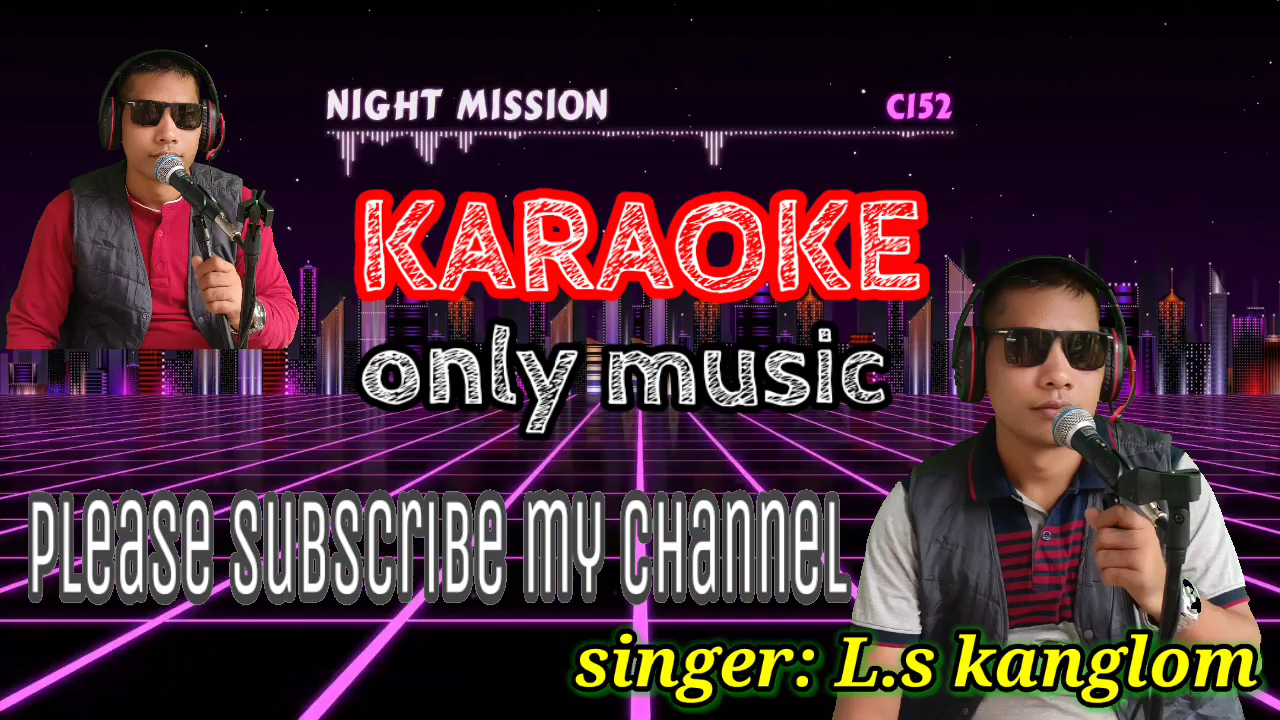 NIGHT MISSION
C152
KARAOKE
only music
PLEASE SUBSCRIBE MY CHANNEL
singer: L.s kanglom